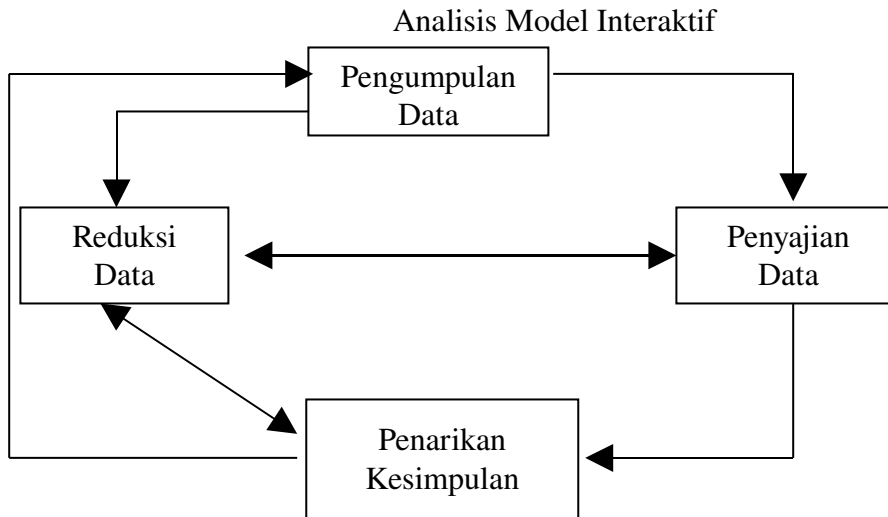 Analisis Model Interaktif
Pengumpulan
Data
Reduksi
Data
Penyajian
Data
Penarikan
Kesimpulan